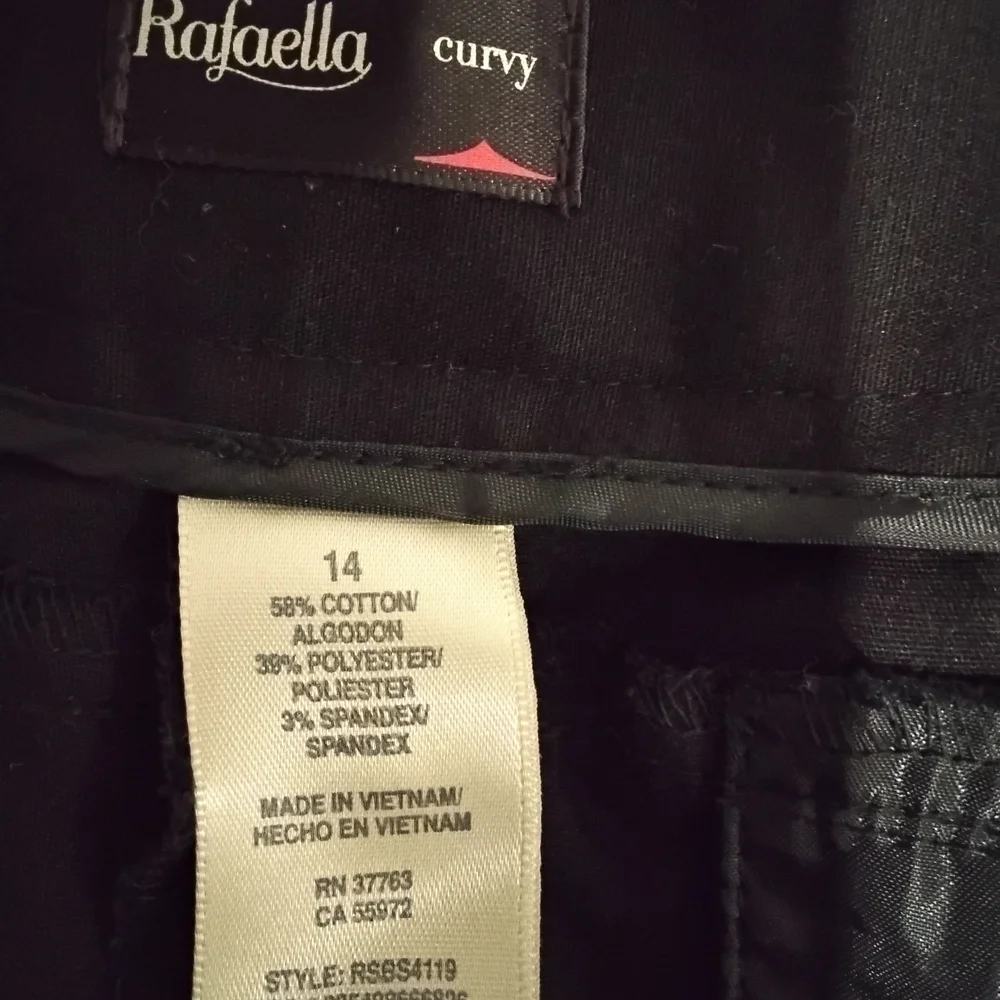 Rafaella curvy
14
58% COTTON/
ALGODON
39% POLYESTER/
POLIESTER
3% SPANDEX/
SPANDEX
MADE IN VIETNAM/
HECHO EN VIETNAM
RN 37763
CA 55972
STYLE: RSBS4119